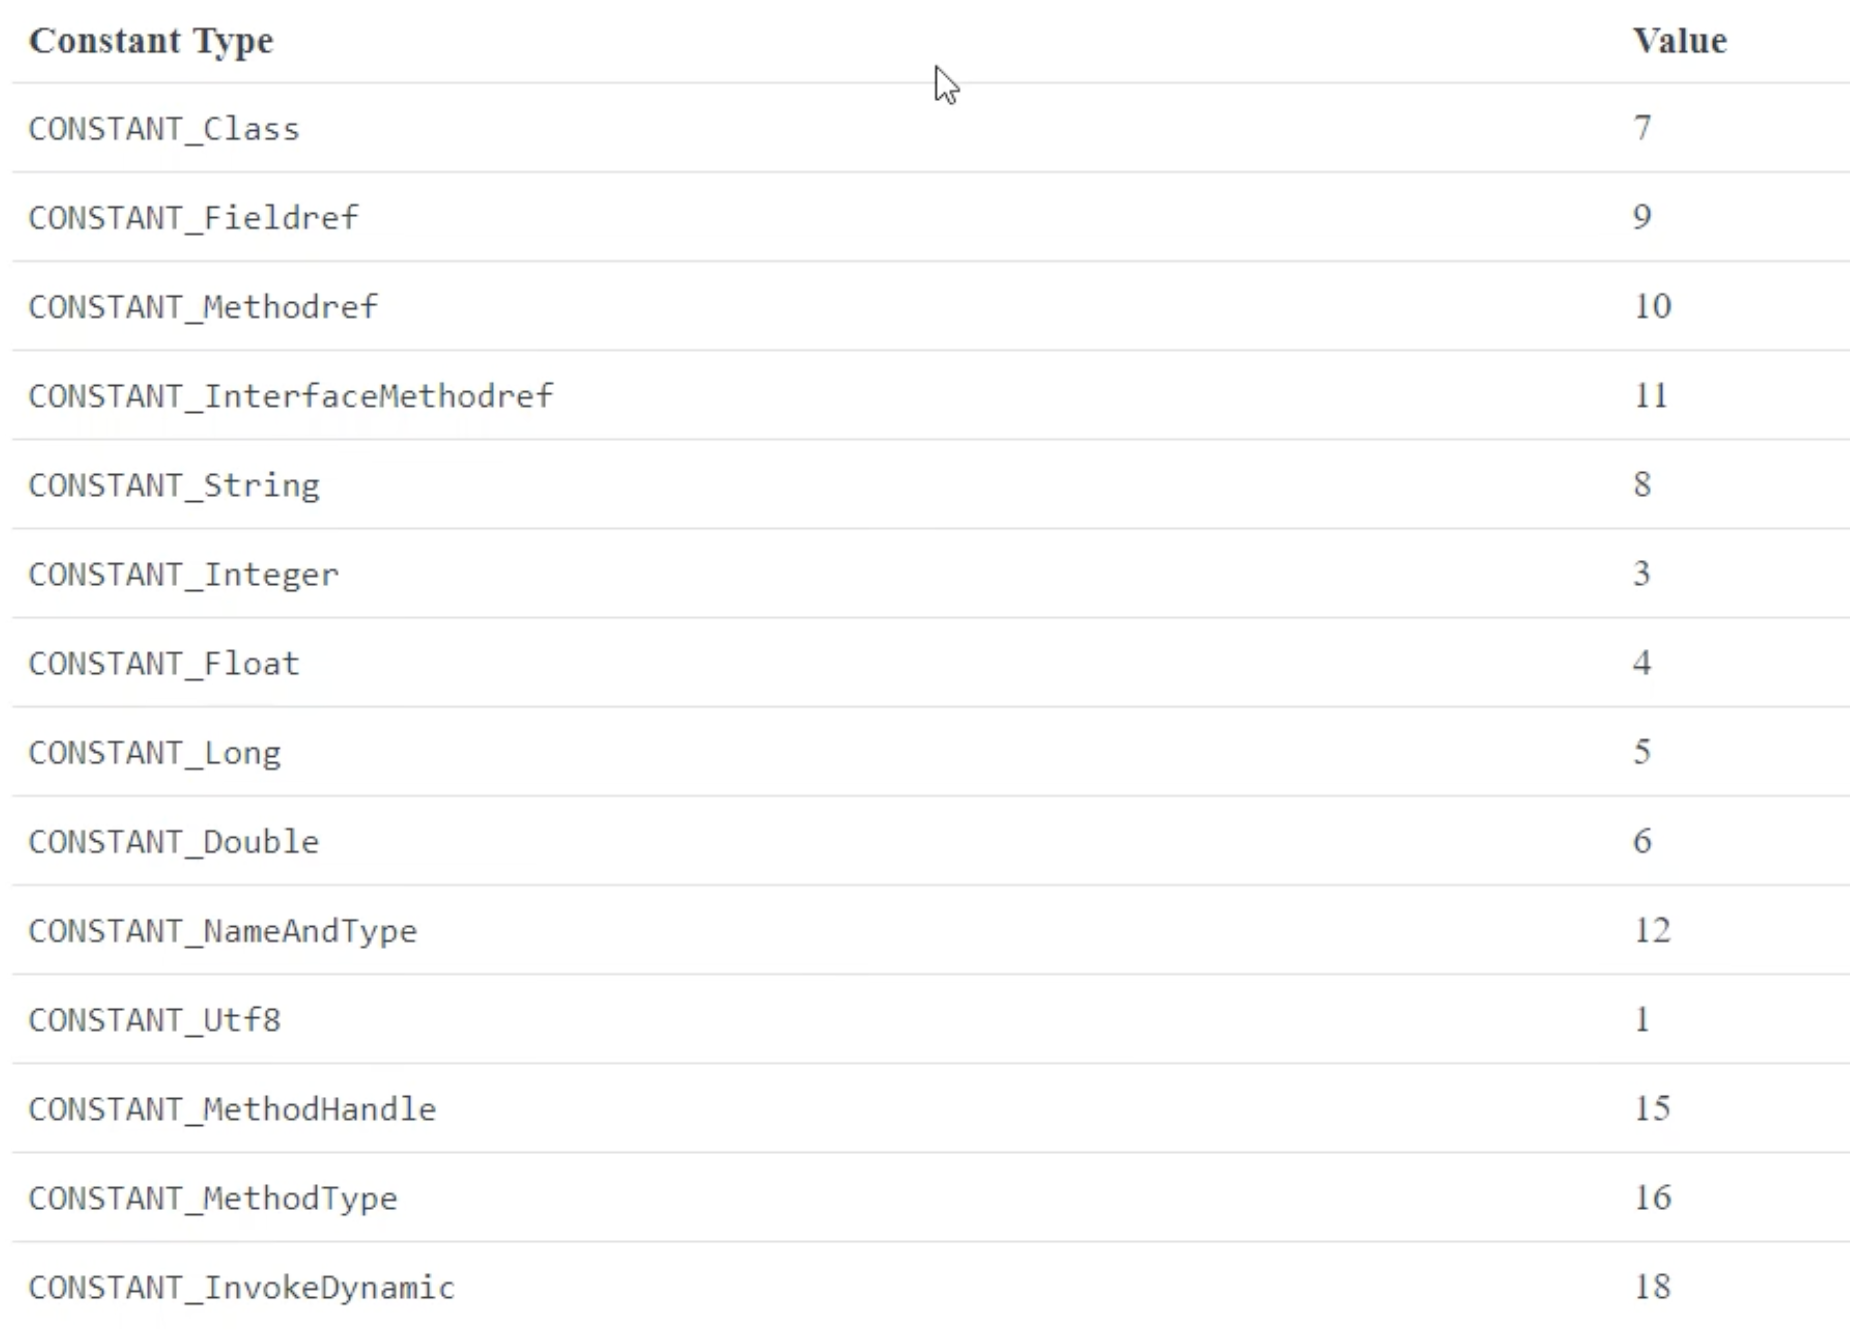 Constant Type Value
CONSTANT_Class 7
CONSTANT_Fieldref 9
CONSTANT_Methodref 10
CONSTANT_InterfaceMethodref 11
CONSTANT_String 8
CONSTANT_Integer 3
CONSTANT_Float 4
CONSTANT_Long 5
CONSTANT_Double 6
CONSTANT_NameAndType 12
CONSTANT_Utf8 1
CONSTANT_MethodHandle 15
CONSTANT_MethodType 16
CONSTANT_InvokeDynamic 18